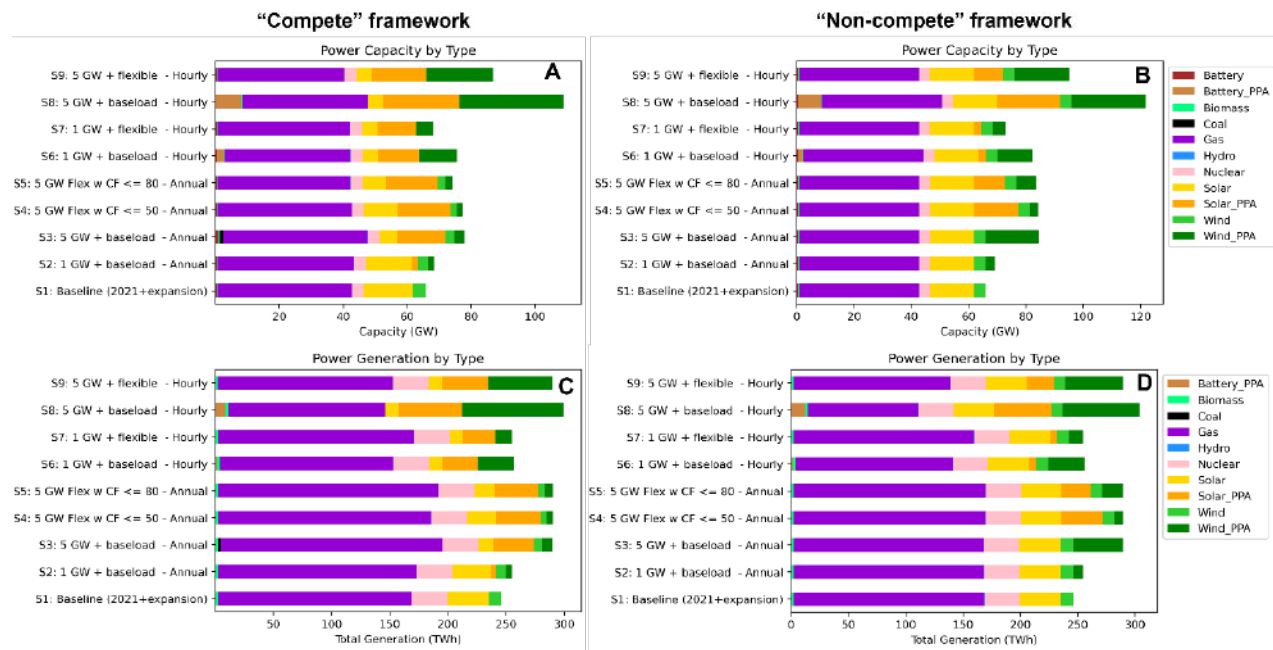 “Compete” framework
“Non-compete” framework
Power Capacity by Type
A
S9: 5 GW + flexible - Hourly
S8: 5 GW + baseload - Hourly
S7: 1 GW + flexible - Hourly
S6: 1 GW + baseload - Hourly
S5: 5 GW Flex w CF <= 80 - Annual
S4: 5 GW Flex w CF <= 50 - Annual
S3: 5 GW + baseload - Annual
S2: 1 GW + baseload - Annual
S1: Baseline (2021+expansion)
20 40 60 80 100
Capacity (GW)
Power Capacity by Type
B
S9: 5 GW + flexible - Hourly
S8: 5 GW + baseload - Hourly
S7: 1 GW + flexible - Hourly
S6: 1 GW + baseload - Hourly
S5: 5 GW Flex w CF <= 80 - Annual
S4: 5 GW Flex w CF <= 50 - Annual
S3: 5 GW + baseload - Annual
S2: 1 GW + baseload - Annual
S1: Baseline (2021+expansion)
0 20 40 60 80 100 120
Capacity (GW)
Battery
Battery_PPA
Biomass
Coal
Gas
Hydro
Nuclear
Solar
Solar_PPA
Wind
Wind_PPA
Power Generation by Type
C
S9: 5 GW + flexible - Hourly
S8: 5 GW + baseload - Hourly
S7: 1 GW + flexible - Hourly
S6: 1 GW + baseload - Hourly
S5: 5 GW Flex w CF <= 80 - Annual
S4: 5 GW Flex w CF <= 50 - Annual
S3: 5 GW + baseload - Annual
S2: 1 GW + baseload - Annual
S1: Baseline (2021+expansion)
50 100 150 200 250 300
Total Generation (TWh)
Power Generation by Type
D
S9: 5 GW + flexible - Hourly
S8: 5 GW + baseload - Hourly
S7: 1 GW + flexible - Hourly
S6: 1 GW + baseload - Hourly
S5: 5 GW Flex w CF <= 80 - Annual
S4: 5 GW Flex w CF <= 50 - Annual
S3: 5 GW + baseload - Annual
S2: 1 GW + baseload - Annual
S1: Baseline (2021+expansion)
0 50 100 150 200 250 300
Total Generation (TWh)
Battery_PPA
Biomass
Coal
Gas
Hydro
Nuclear
Solar
Solar_PPA
Wind
Wind_PPA